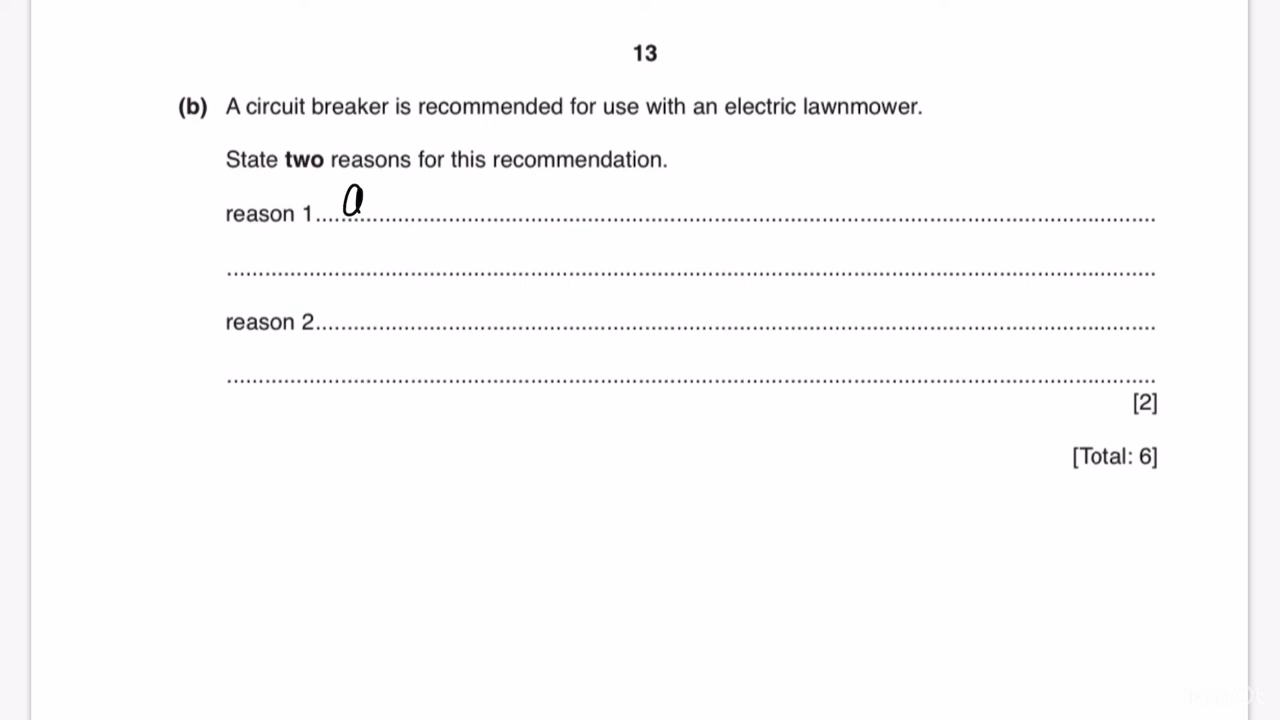 13
(b) A circuit breaker is recommended for use with an electric lawnmower.
State two reasons for this recommendation.
reason 1.... a ....................................................................................................
....................................................................................................
reason 2....................................................................................................
....................................................................................................
[2]
[Total: 6]